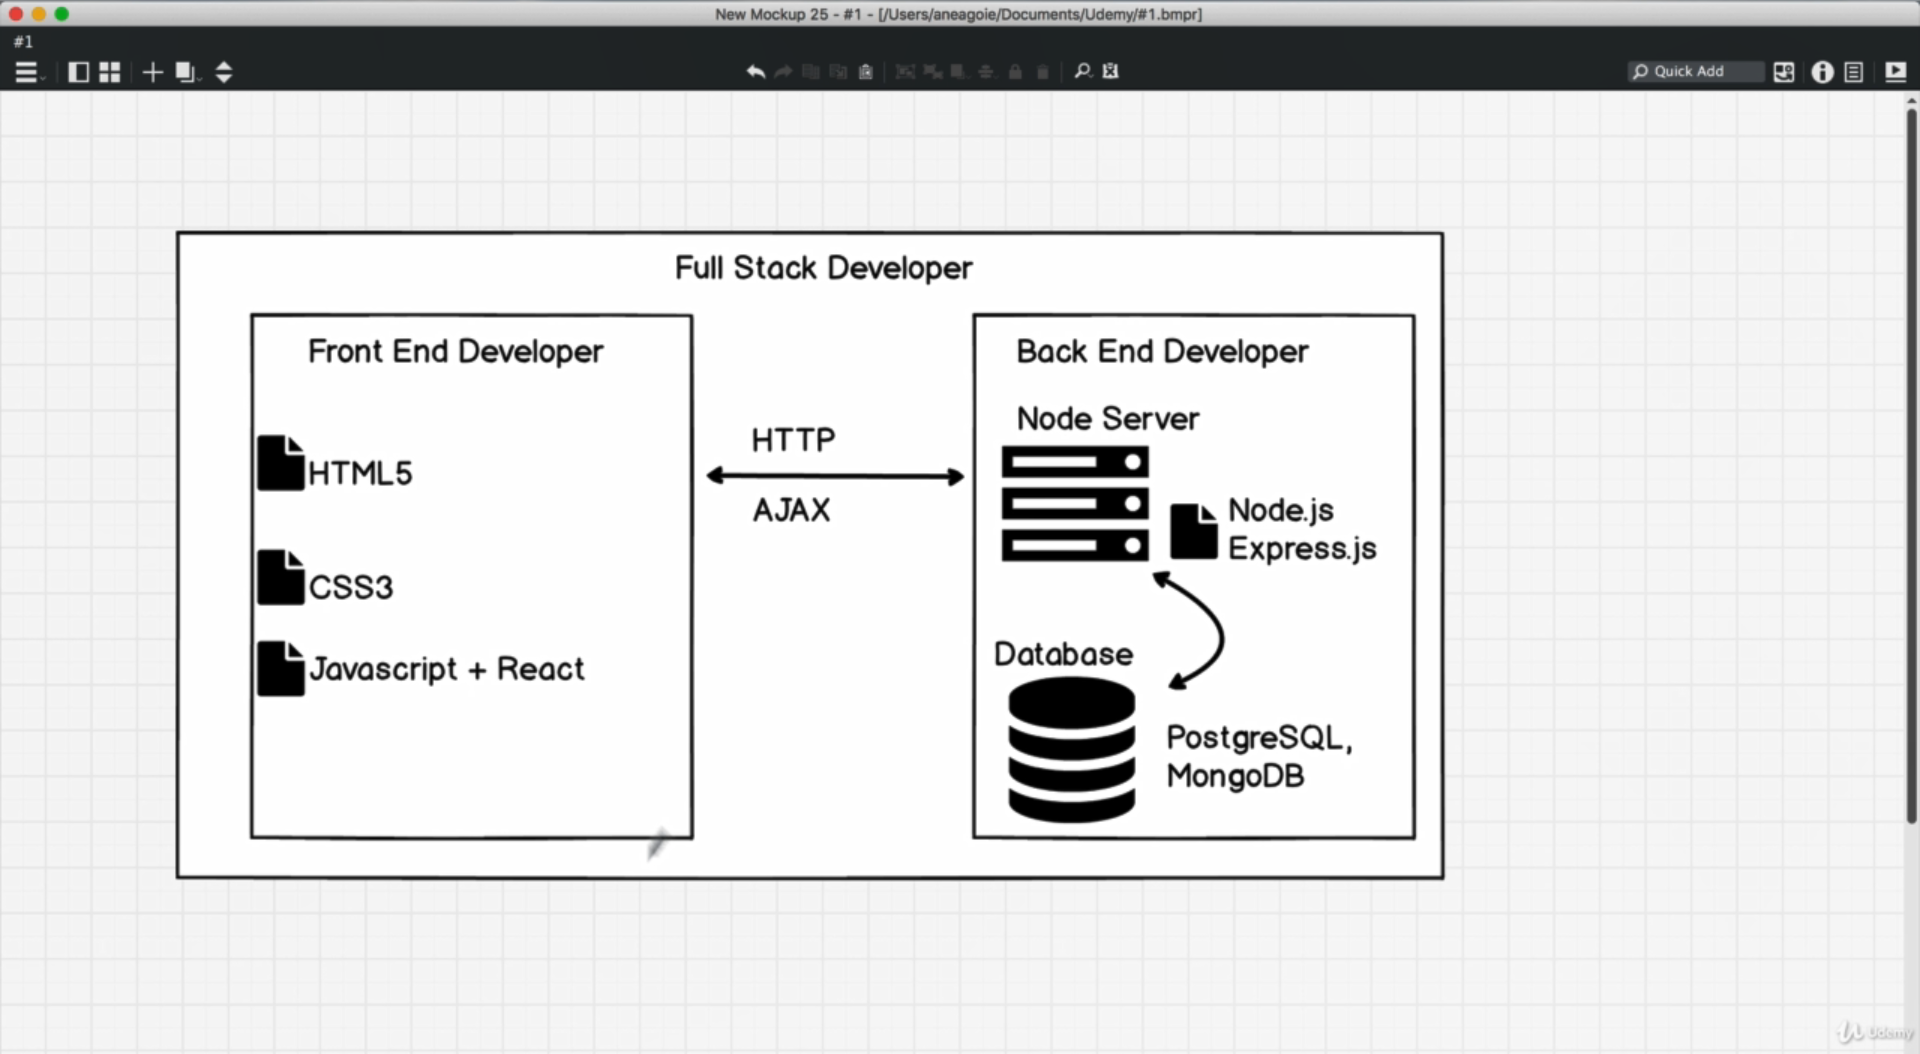 New Mockup 25 - #1 - [/Users/aneagoie/Documents/Udemy/#1.bmpr]
#1
Quick Add
Full Stack Developer
Front End Developer
HTML5
CSS3
Javascript + React
HTTP
AJAX
Back End Developer
Node Server
Node.js
Express.js
Database
PostgreSQL,
MongoDB
Udemy